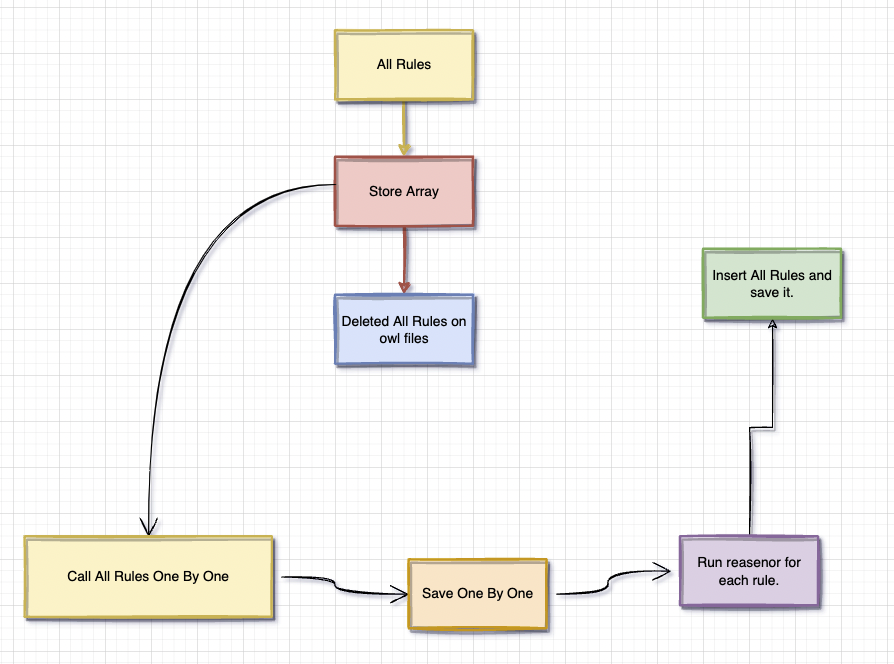 All Rules
Store Array
Insert All Rules and
save it.
Deleted All Rules on
owl files
Call All Rules One By One
Save One By One
Run reasenor for
each rule.